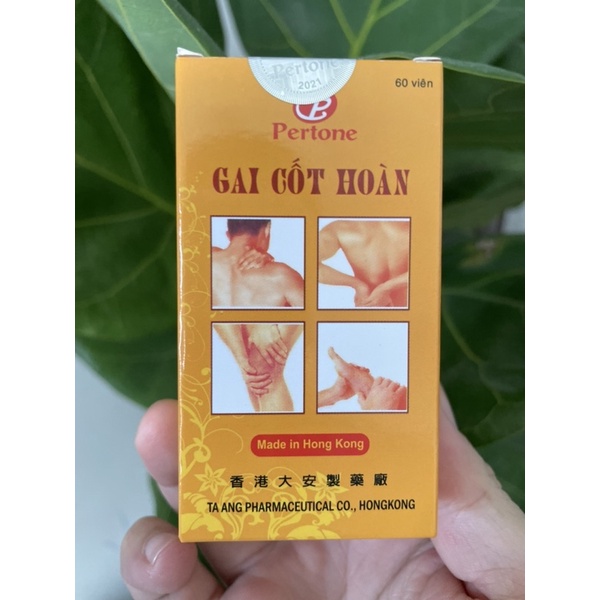 Pertone
2021
60 viên
Pertone
GAI CỐT HOÀN
Made in Hong Kong
香港大安製藥廠
TA ANG PHARMACEUTICAL CO., HONGKONG